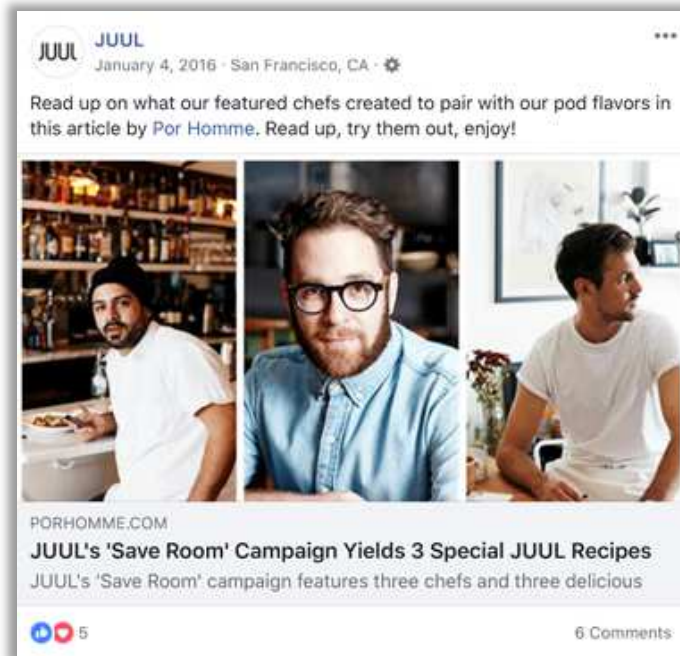 JUUL
JUUL
January 4, 2016 · San Francisco, CA ·
Read up on what our featured chefs created to pair with our pod flavors in
this article by Por Homme. Read up, try them out, enjoy!
PORHOMME.COM
JUUL's 'Save Room' Campaign Yields 3 Special JUUL Recipes
JUUL's 'Save Room' campaign features three chefs and three delicious
5
6 Comments